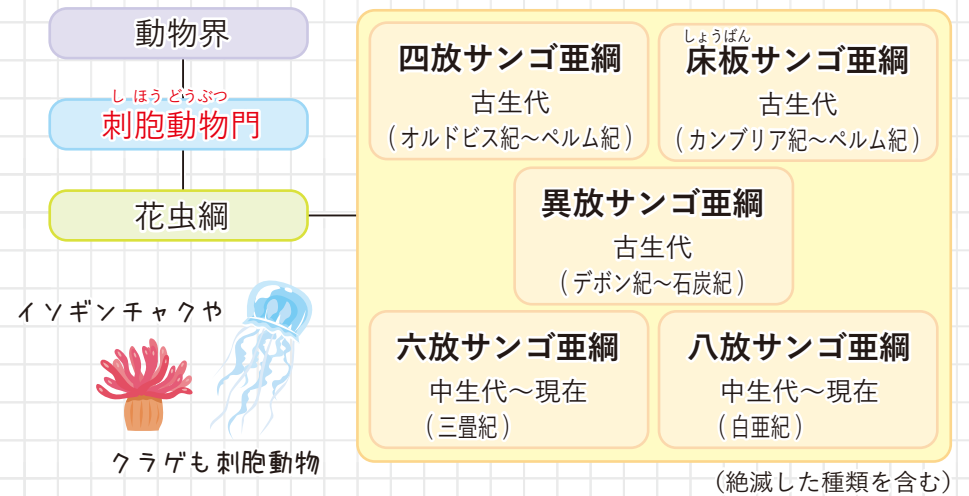 動物界
し ほう どうぶつ
刺胞動物門
花虫綱
イソギンチャクや
クラゲも刺胞動物
四放サンゴ亜綱
古生代
(オルドビス紀〜ペルム紀)
しょうばん
床板サンゴ亜綱
古生代
(カンブリア紀〜ペルム紀)
異放サンゴ亜綱
古生代
(デボン紀〜石炭紀)
六放サンゴ亜綱
中生代〜現在
(三畳紀)
八放サンゴ亜綱
中生代〜現在
(白亜紀)
(絶滅した種類を含む)